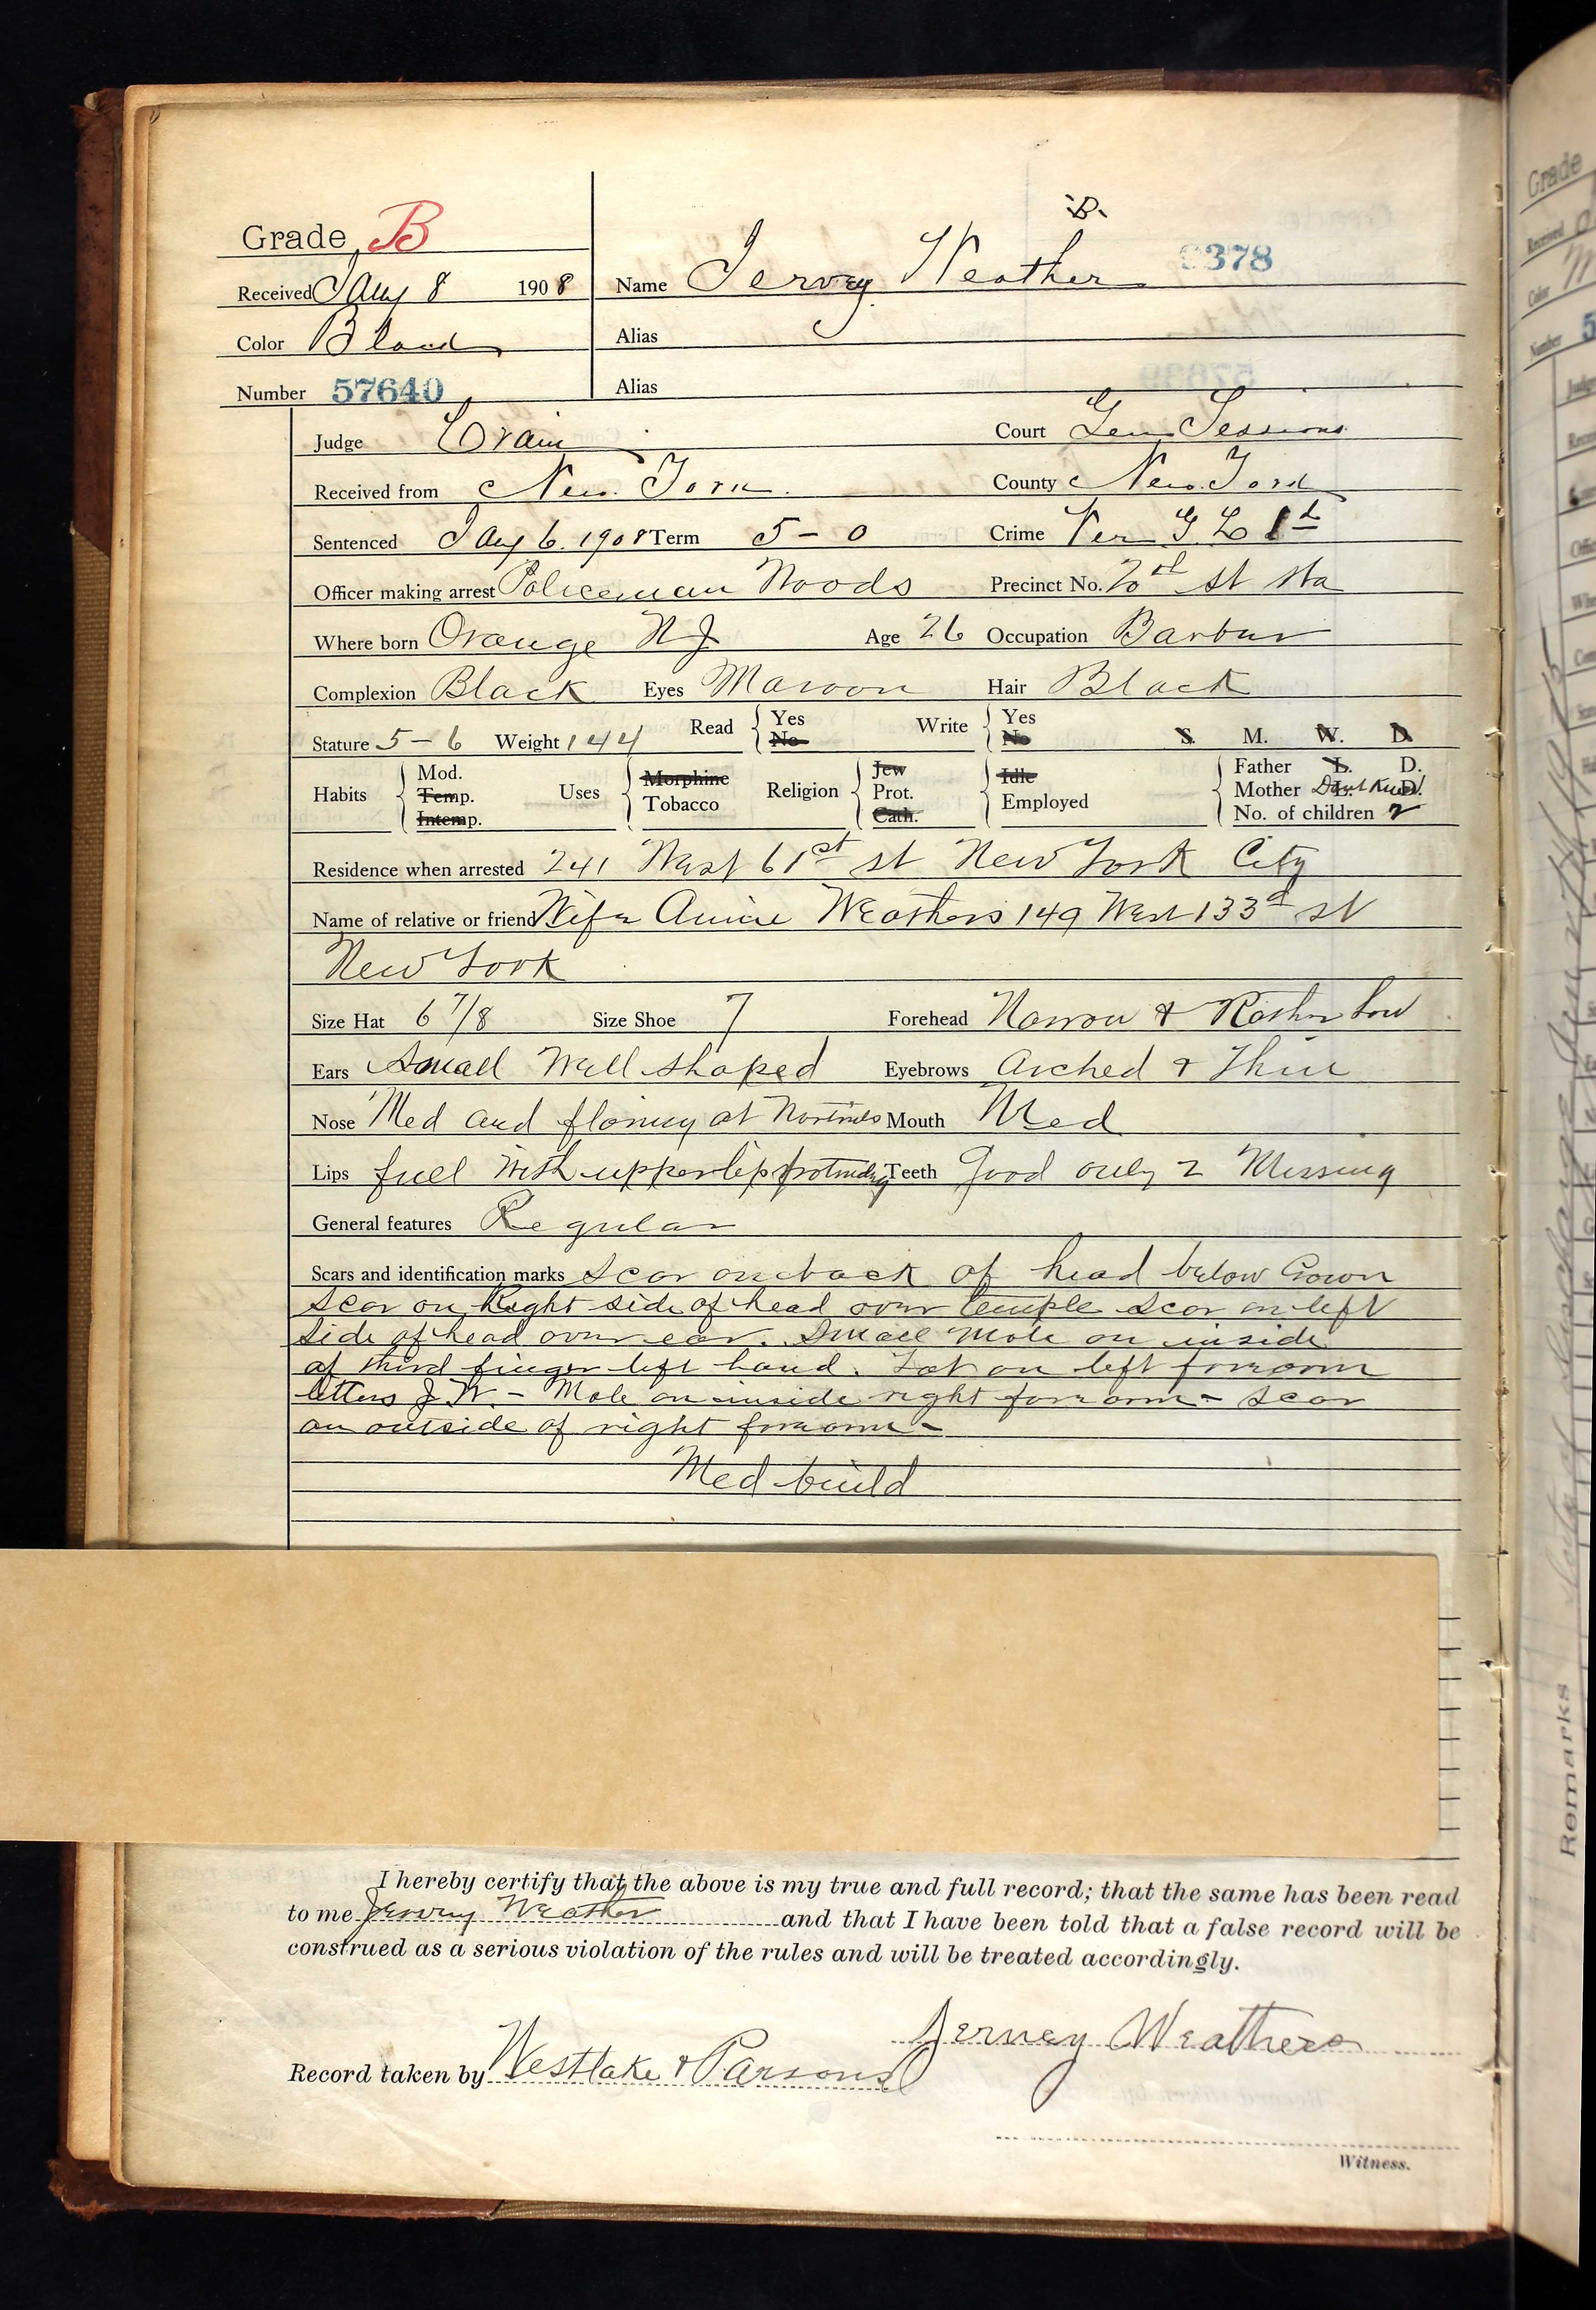 B.
Grade B
Received Jany 8 1908
Name Jervey Weather
378
Color Black
Alias
Number 57640
Alias
Judge Crain Court Gen Sessions
Received from New York County New York
Sentenced Jany 6. 1908 Term 5-0 Crime G L 1st
Officer making arrest Policeman Woods Precinct No. st sta
Where born Orange N J Age 26 Occupation Barbur
Complexion Black Eyes Maroon Hair Black
Stature 5-6 Weight 144 Read Yes No Write Yes No S. M. W. D.
Habits Mod. Temp. Intemp. Uses Morphine Tobacco Religion Jew Prot. Cath. Idle Employed Father L. D. Mother L. D. Dont Know No. of children 2
Residence when arrested 241 West 61st st New York City
Name of relative or friend Wife Annie Weathers 149 West 133d st
New York
Size Hat 6 7/8 Size Shoe 7 Forehead Narrow & Rather Low
Ears Small Well shaped Eyebrows Arched & Thin
Nose Med and flaring at Nostrils Mouth Med
Lips full With upper lip protruding Teeth Good only 2 Missing
General features Regular
Scars and identification marks Scar on back of head below Crown
Scar on Right side of head over temple Scar on left
Side of head over ear. Small Mole on inside
of third finger left hand. Tat on left forearm
letters J. W. - Mole on inside right forearm - Scar
on outside of right forearm -
Med build
I hereby certify that the above is my true and full record; that the same has been read
to me Jervey Weather and that I have been told that a false record will be
construed as a serious violation of the rules and will be treated accordingly.
Jervey Weathers
Record taken by Westlake & Parsons
Witness.
Grade
Received
Color
Number 5
Remarks